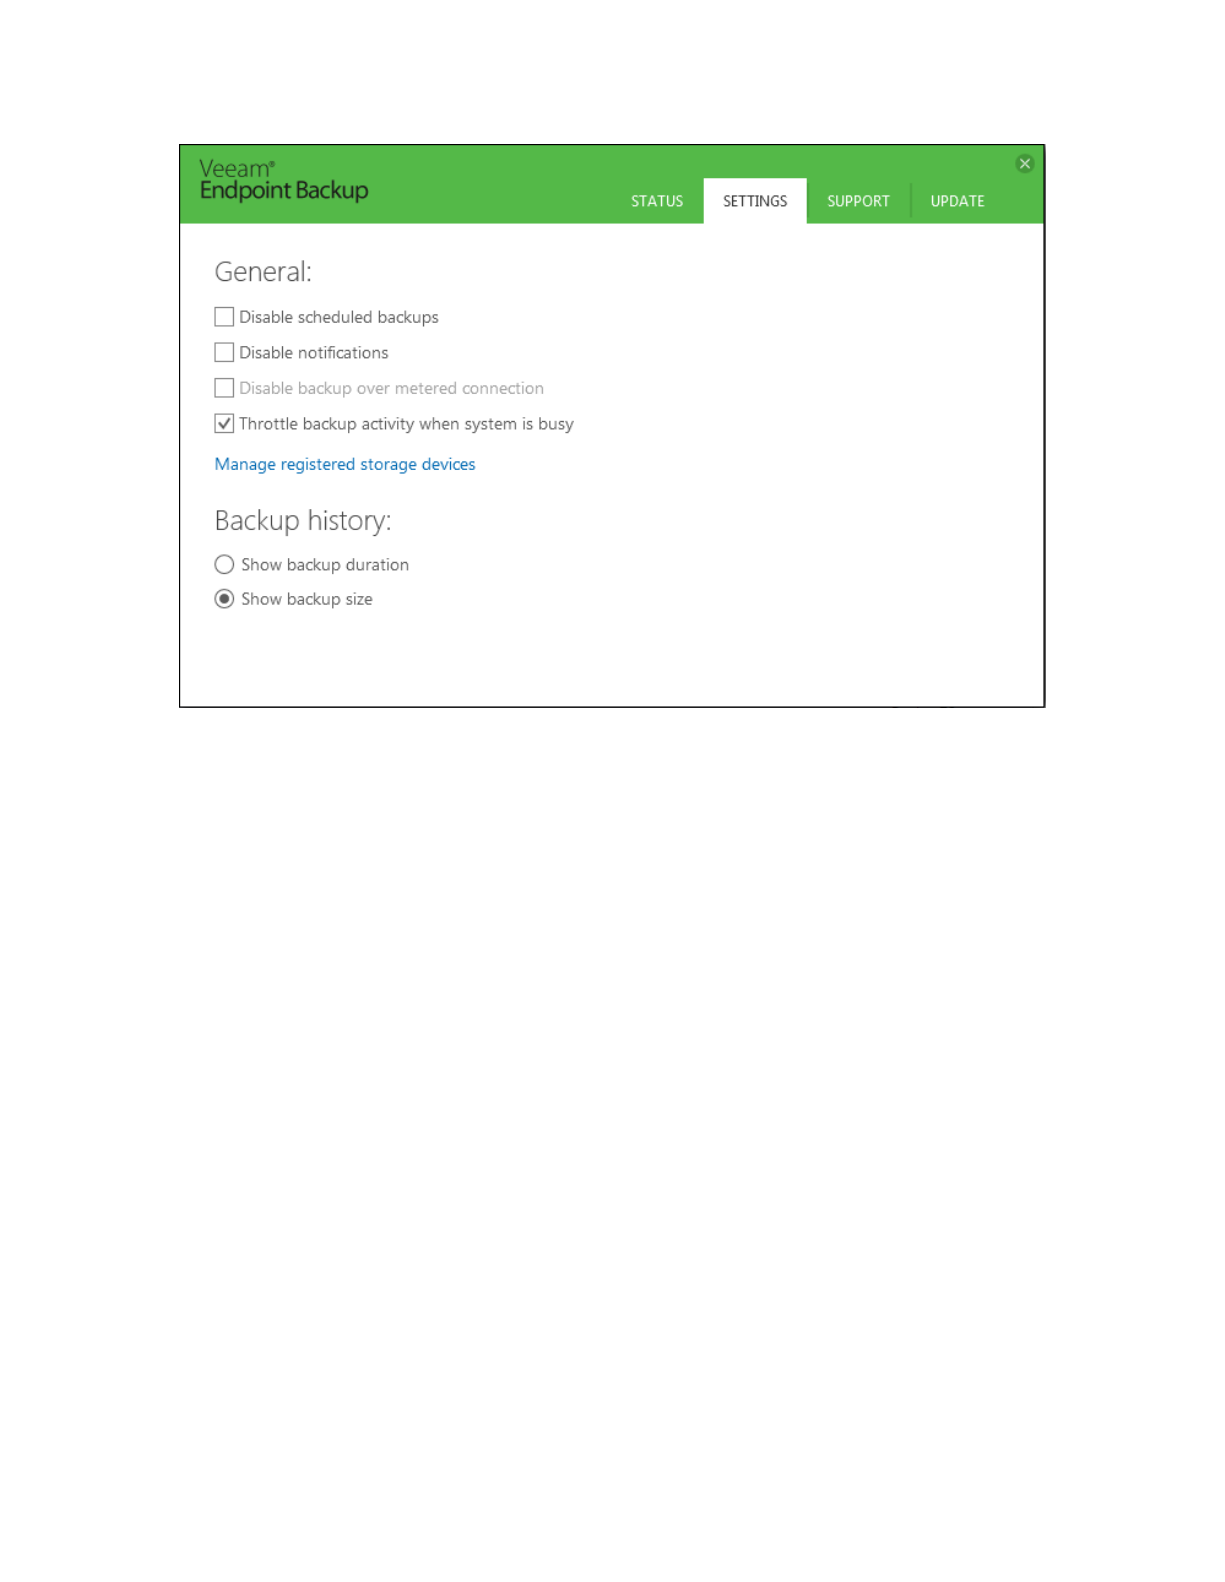 Veeam®
Endpoint Backup
STATUS
SETTINGS
SUPPORT
UPDATE
General:
Disable scheduled backups
Disable notifications
Disable backup over metered connection
Throttle backup activity when system is busy
Manage registered storage devices
Backup history:
Show backup duration
Show backup size